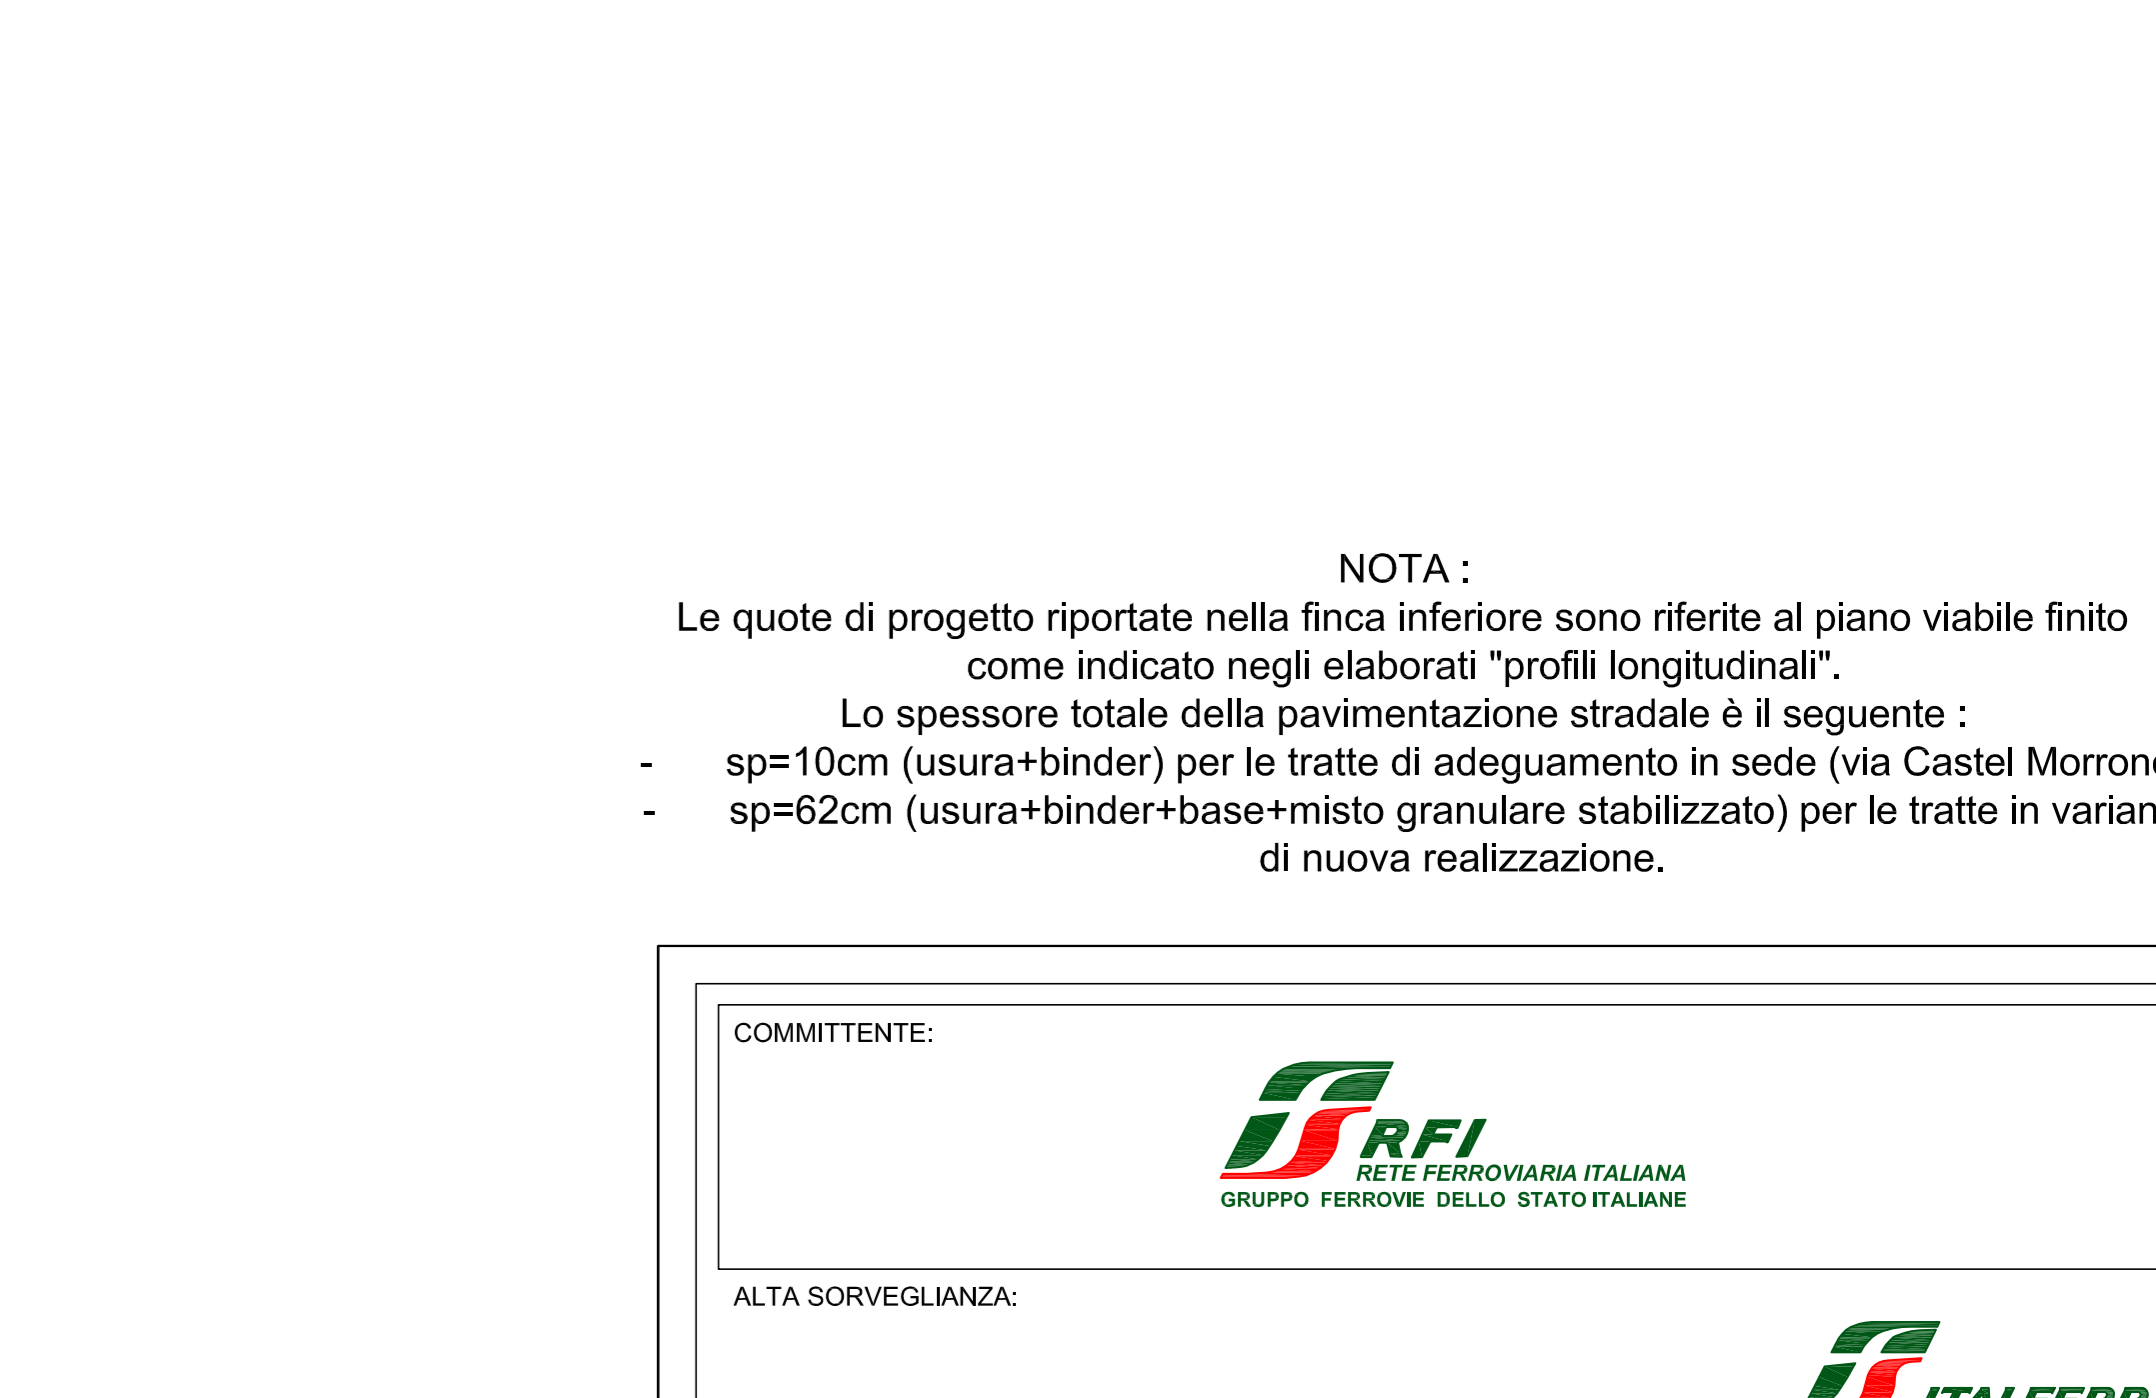 NOTA :
Le quote di progetto riportate nella finca inferiore sono riferite al piano viabile finito
come indicato negli elaborati "profili longitudinali".
Lo spessore totale della pavimentazione stradale è il seguente :
- sp=10cm (usura+binder) per le tratte di adeguamento in sede (via Castel
- sp=62cm (usura+binder+base+misto granulare stabilizzato) per le tratte in
di nuova realizzazione.
COMMITTENTE:
RFI
RETE FERROVIARIA ITALIANA
GRUPPO FERROVIE DELLO STATO ITALIANE
ALTA SORVEGLIANZA: